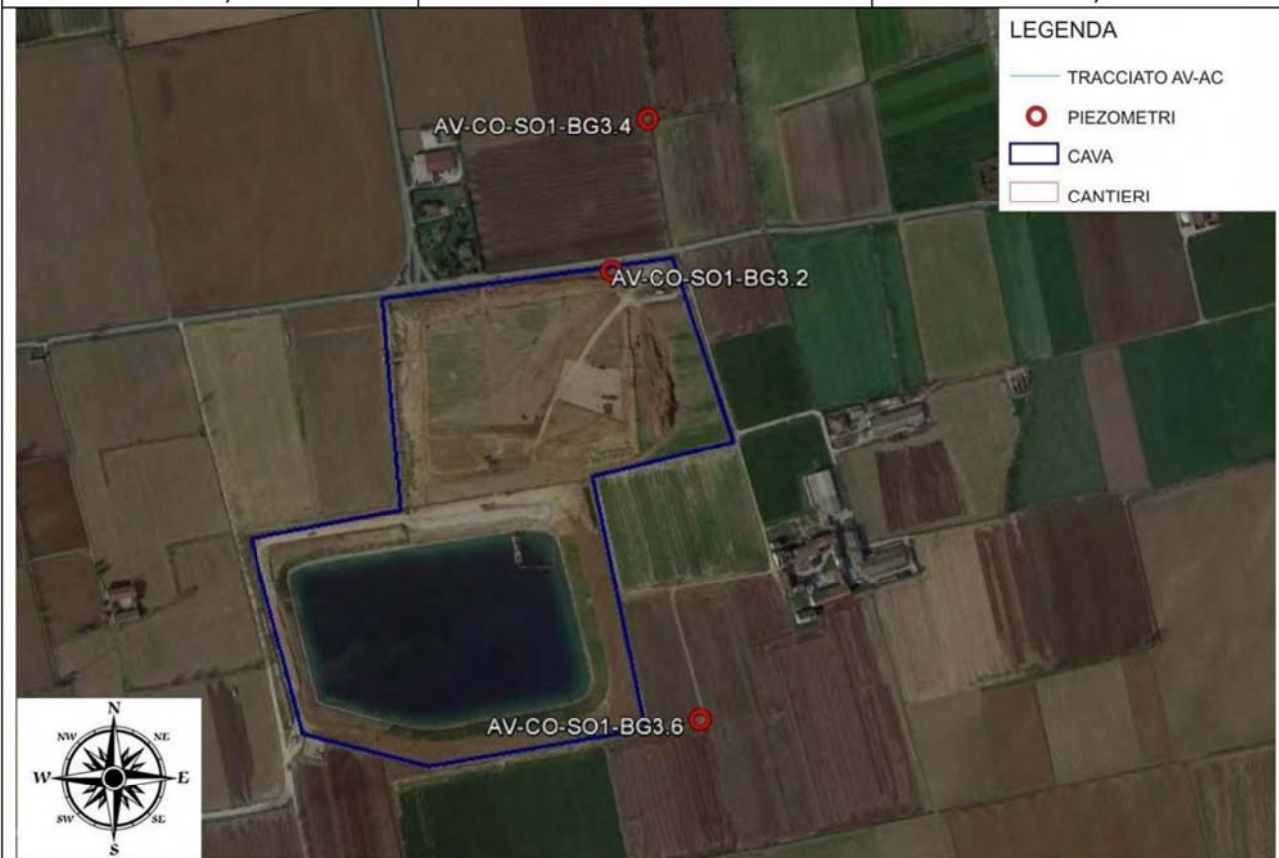 LEGENDA
TRACCIATO AV-AC
PIEZOMETRI
CAVA
CANTIERI
AV-CO-SO1-BG3.4
AV-CO-SO1-BG3.2
AV-CO-SO1-BG3.6
N
NW NE
W E
SW SE
S